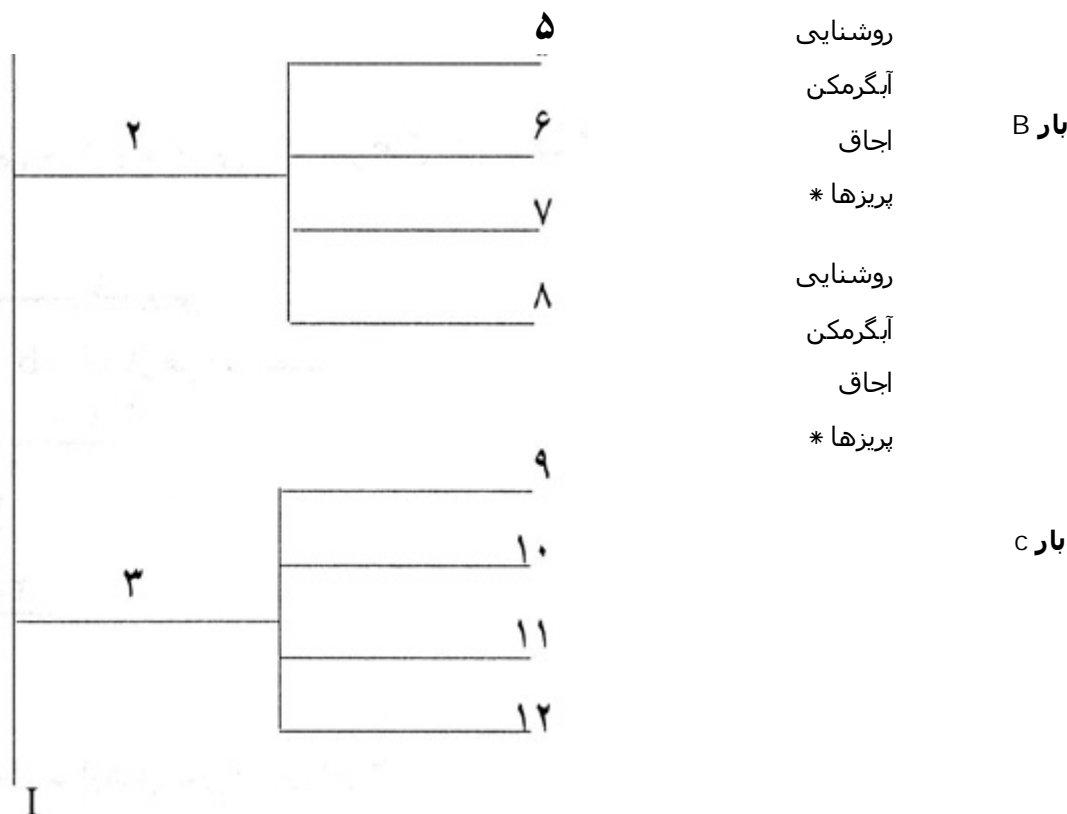 ۵
روشنایی
آبگرمکن
۲
۶
بار B
اجاق
پریزها *
۷
روشنایی
۸
آبگرمکن
اجاق
پریزها *
۹
بار c
۱۰
۳
۱۱
۱۲
I